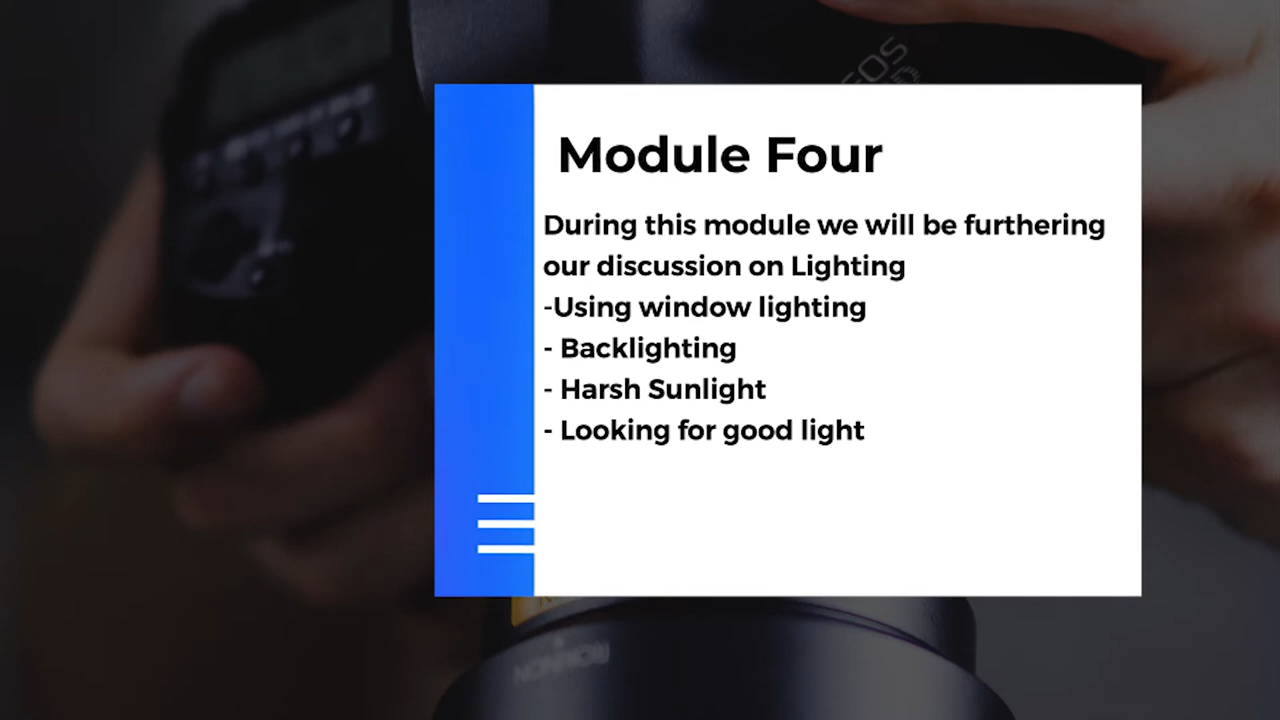 EOS
Module Four
During this module we will be furthering
our discussion on Lighting
-Using window lighting
- Backlighting
- Harsh Sunlight
- Looking for good light